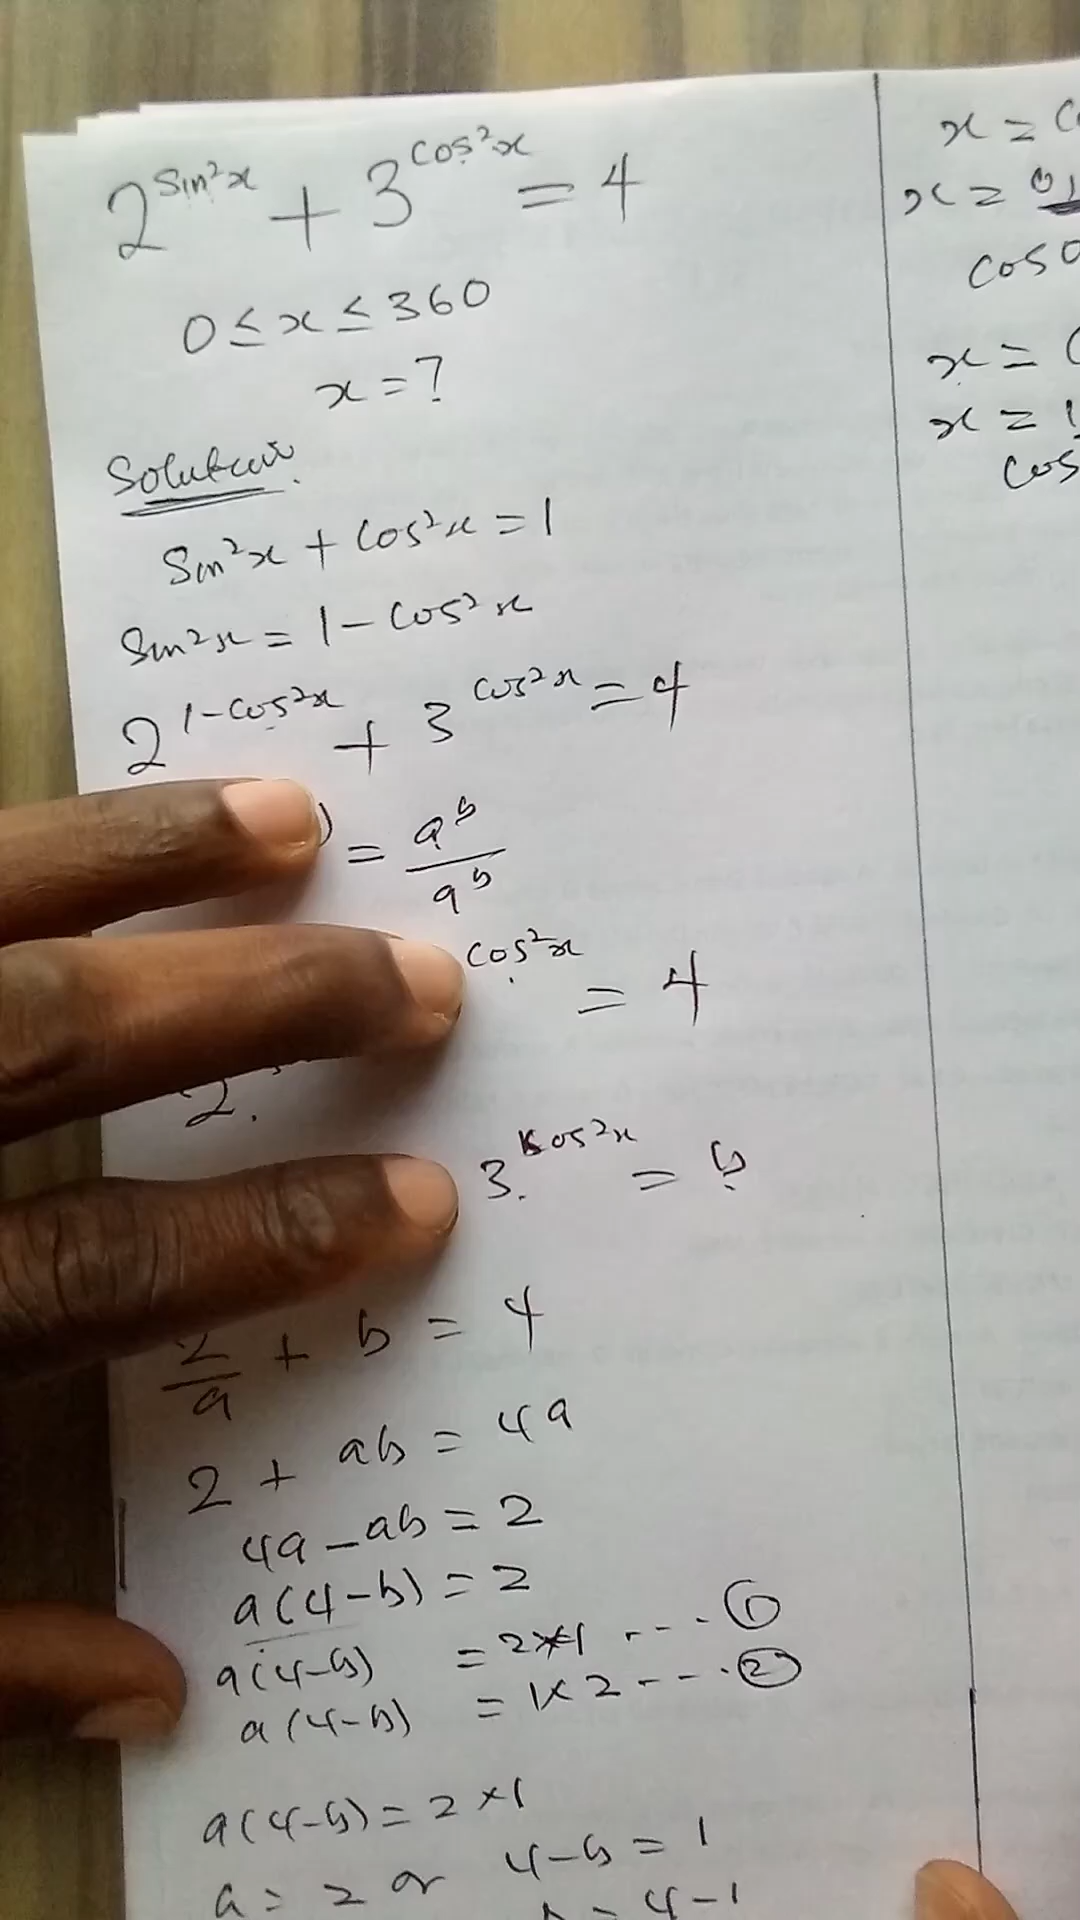 2^sin²x + 3^cos²x = 4
0 ≤ x ≤ 360
x = ?
Solution.
Sin²x + Cos²x = 1
Sin²x = 1 - Cos²x
2^1-cos²x + 3^cos²x = 4
) = a^b/a^b
cos²x = 4
2.
3.^cos²x = b
2/a + b = 4
2 + ab = 4a
4a - ab = 2
a(4-b) = 2
a(4-b) = 2×1 ---- ①
a(4-b) = 1×2 ---- ②
a(4-b) = 2×1
a = 2 or 4-b = 1
= 4-1
x =
x =
cos
x =
x =
cos